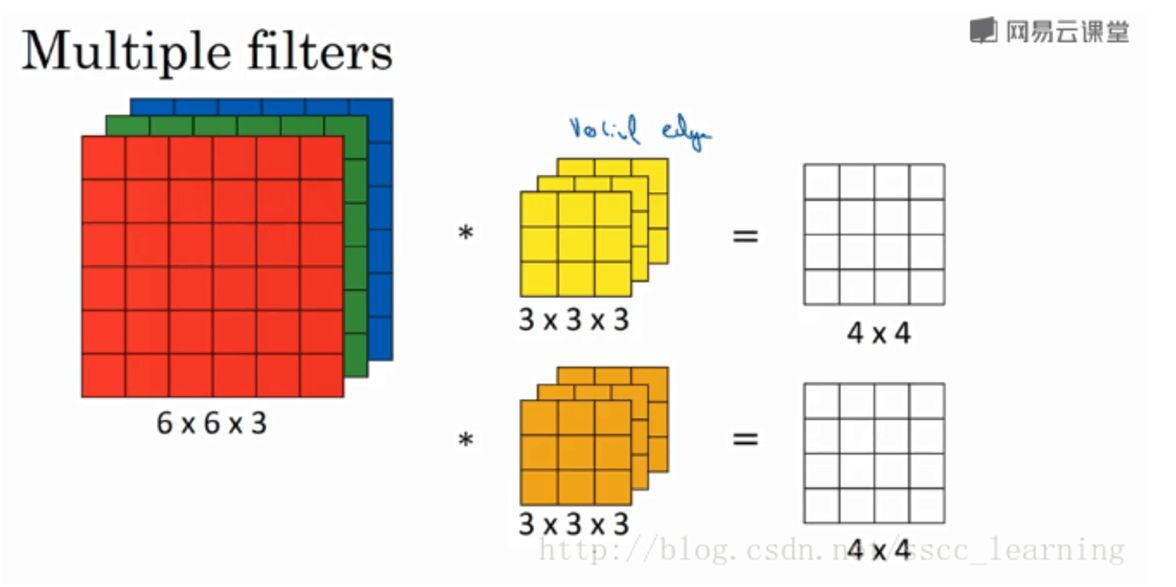 网易云课堂
Multiple filters
edge
3 x 3 x 3
4 x 4
6 x 6 x 3
3 x 3 x 3
4 x 4
http://blog.csdn.net/sscc_learning